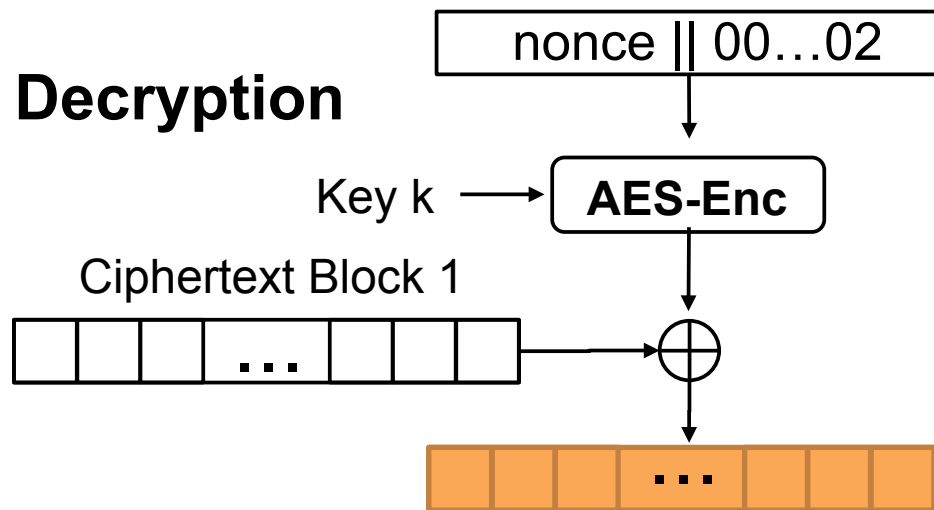 nonce || 00…02
Decryption
Key k
AES-Enc
Ciphertext Block 1
...
...